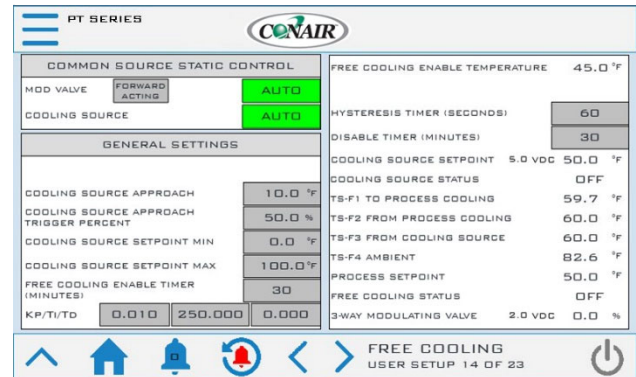 PT SERIES
CONAIR
COMMON SOURCE STATIC CONTROL
MOD VALVE FORWARD ACTING AUTO
COOLING SOURCE AUTO
GENERAL SETTINGS
COOLING SOURCE APPROACH 10.0 °F
COOLING SOURCE APPROACH TRIGGER PERCENT 50.0 %
COOLING SOURCE SETPOINT MIN 0.0 °F
COOLING SOURCE SETPOINT MAX 100.0 °F
FREE COOLING ENABLE TIMER (MINUTES) 30
KP/TI/TD 0.010 250.000 0.000
FREE COOLING ENABLE TEMPERATURE 45.0 °F
HYSTERESIS TIMER (SECONDS) 60
DISABLE TIMER (MINUTES) 30
COOLING SOURCE SETPOINT 5.0 VDC 50.0 °F
COOLING SOURCE STATUS OFF
TS-F1 TO PROCESS COOLING 59.7 °F
TS-F2 FROM PROCESS COOLING 60.0 °F
TS-F3 FROM COOLING SOURCE 60.0 °F
TS-F4 AMBIENT 82.6 °F
PROCESS SETPOINT 50.0 °F
FREE COOLING STATUS OFF
3-WAY MODULATING VALVE 2.0 VDC 0.0 %
0
FREE COOLING
USER SETUP 14 OF 23